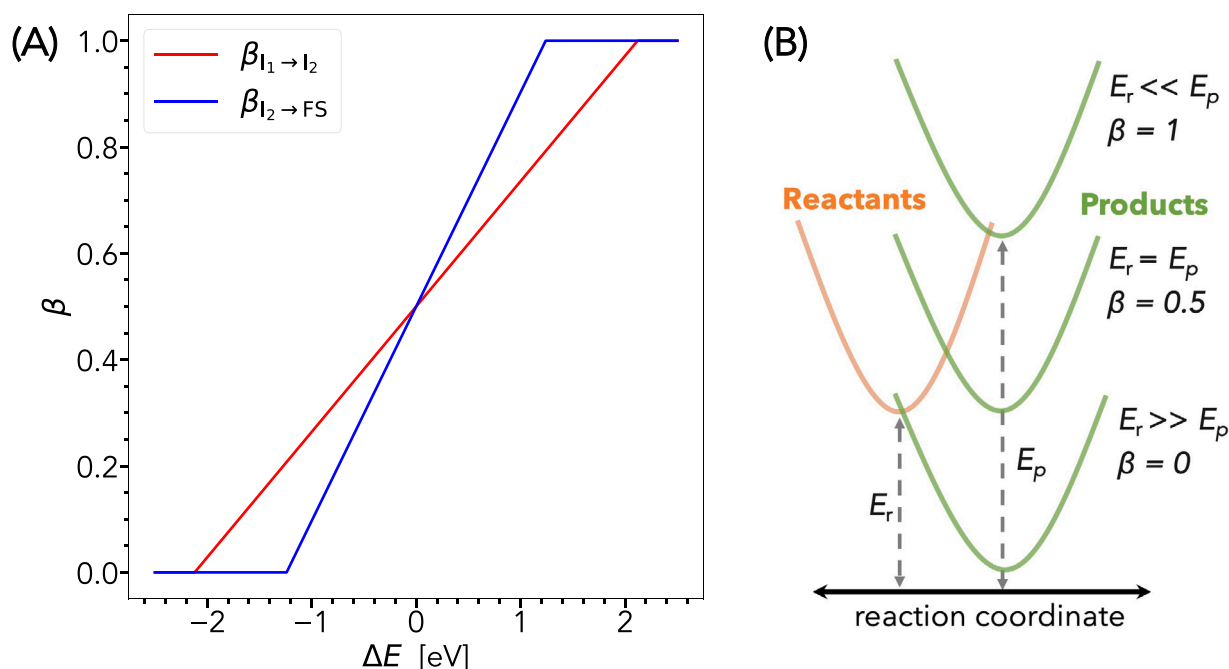 (A)
1.0
0.8
0.6
0.4
0.2
0.0
β
β I₁ → I₂
β I₂ → FS
−2
−1
0
1
2
ΔE [eV]
(B)
E_r << E_p
β = 1
Reactants
Products
E_r = E_p
β = 0.5
E_r >> E_p
β = 0
E_p
E_r
reaction coordinate